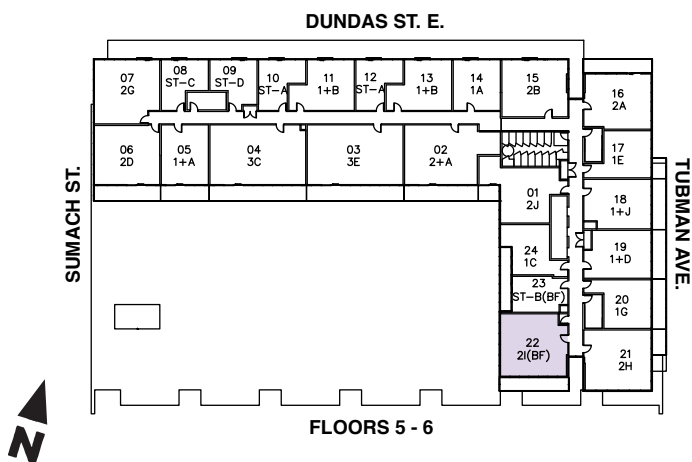 DUNDAS ST. E.
07
2G
08
ST-C
09
ST-D
10
ST-A
11
1+B
12
ST-A
13
1+B
14
1A
15
2B
16
2A
06
2D
05
1+A
04
3C
03
3E
02
2+A
17
1E
01
2J
18
1+J
24
1C
19
1+D
23
ST-B(BF)
20
1G
22
2I(BF)
21
2H
SUMACH ST.
TUBMAN AVE.
FLOORS 5 - 6
N